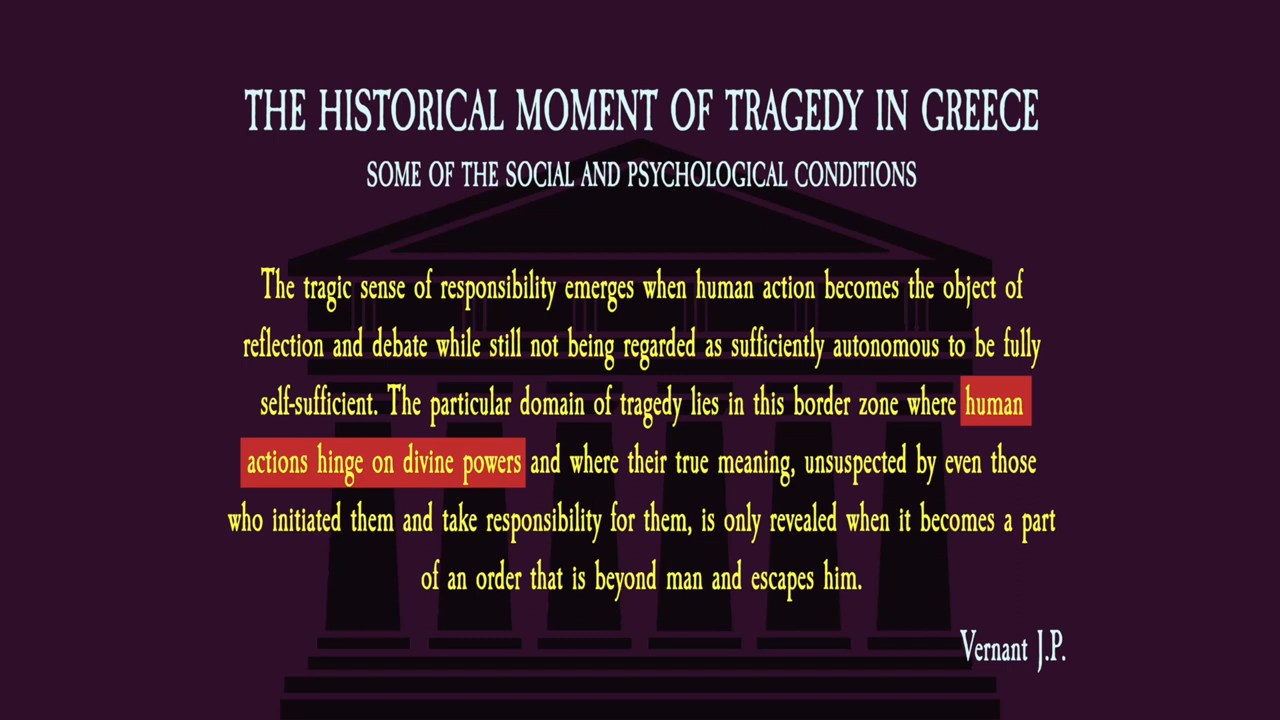 THE HISTORICAL MOMENT OF TRAGEDY IN GREECE
SOME OF THE SOCIAL AND PSYCHOLOGICAL CONDITIONS
The tragic sense of responsibility emerges when human action becomes the object of
reflection and debate while still not being regarded as sufficiently autonomous to be fully
self-sufficient. The particular domain of tragedy lies in this border zone where human
actions hinge on divine powers and where their true meaning, unsuspected by even those
who initiated them and take responsibility for them, is only revealed when it becomes a part
of an order that is beyond man and escapes him.
Vernant J.P.